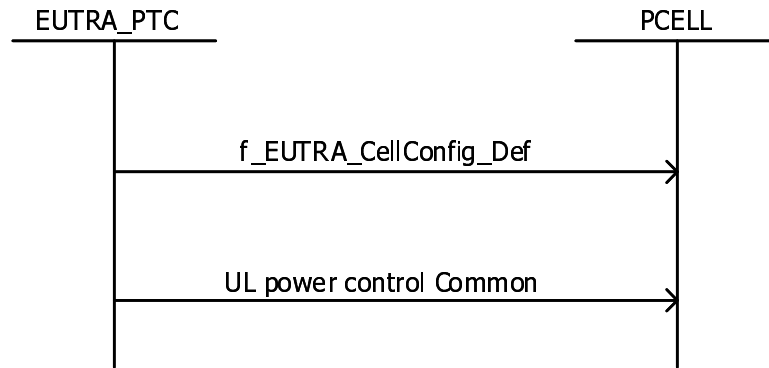 EUTRA_PTC
PCELL
f_EUTRA_CellConfig_Def
UL power control Common